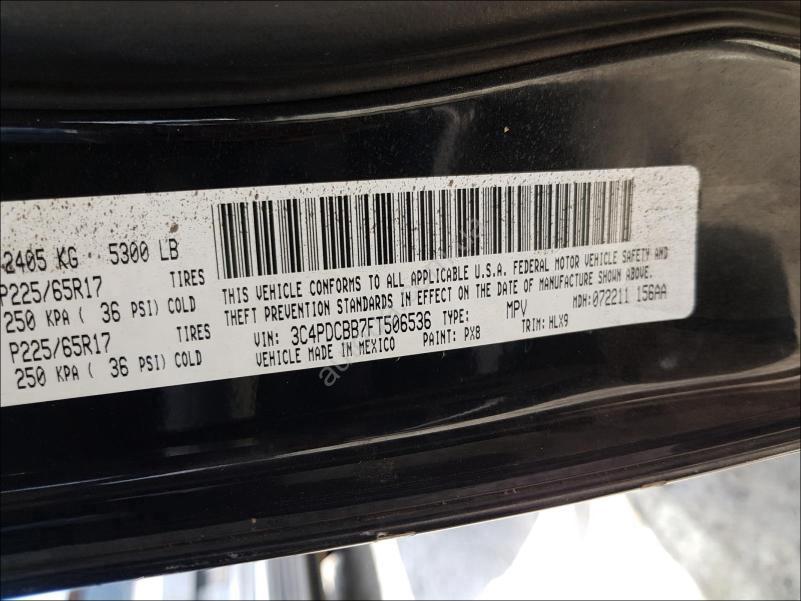 2405 KG 5300 LB
P225/65R17 TIRES
250 KPA ( 36 PSI) COLD
P225/65R17 TIRES
250 KPA ( 36 PSI) COLD
THIS VEHICLE CONFORMS TO ALL APPLICABLE U.S.A. FEDERAL MOTOR VEHICLE SAFETY AND
THEFT PREVENTION STANDARDS IN EFFECT ON THE DATE OF MANUFACTURE SHOWN ABOVE.
VIN: 3C4PDCBB7FT506536 TYPE: MPV MDH:072211 156AA
VEHICLE MADE IN MEXICO PAINT: PX8 TRIM: HLX9